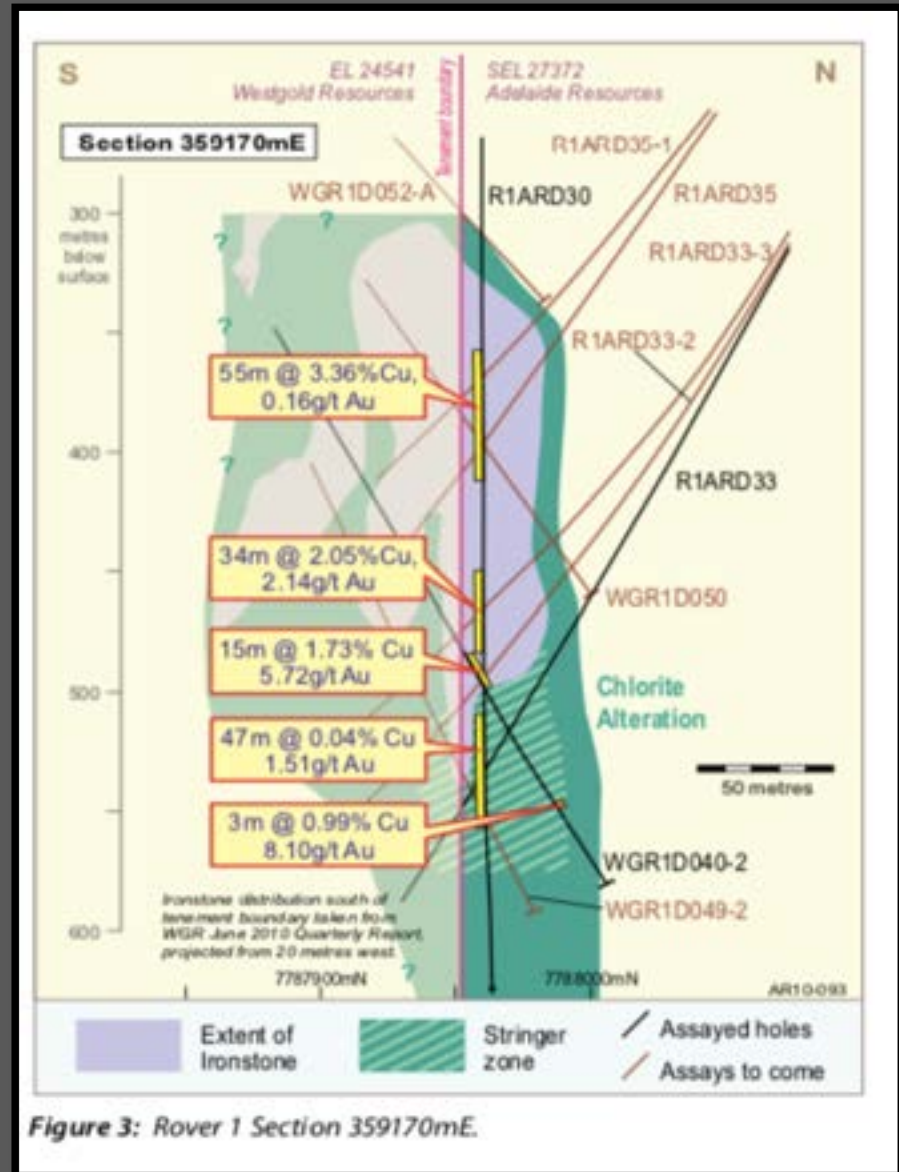 S
EL 24541
Westgold Resources
Tenement boundary
SEL 27372
Adelaide Resources
N
Section 359170mE
R1ARD35-1
WGR1D052-A
R1ARD30
R1ARD35
300
metres
below
surface
?
?
R1ARD33-3
?
R1ARD33-2
55m @ 3.36%Cu,
0.16g/t Au
400
?
R1ARD33
34m @ 2.05%Cu,
2.14g/t Au
WGR1D050
15m @ 1.73% Cu
5.72g/t Au
500
Chlorite
Alteration
47m @ 0.04% Cu
1.51g/t Au
50 metres
3m @ 0.99% Cu
8.10g/t Au
WGR1D040-2
WGR1D049-2
Ironstone distribution south of
tenement boundary taken from
WGR June 2010 Quarterly Report,
projected from 20 metres west.
600
?
7787900mN
7788000mN
AR10-093
Extent of
Ironstone
Stringer
zone
Assayed holes
Assays to come
Figure 3: Rover 1 Section 359170mE.